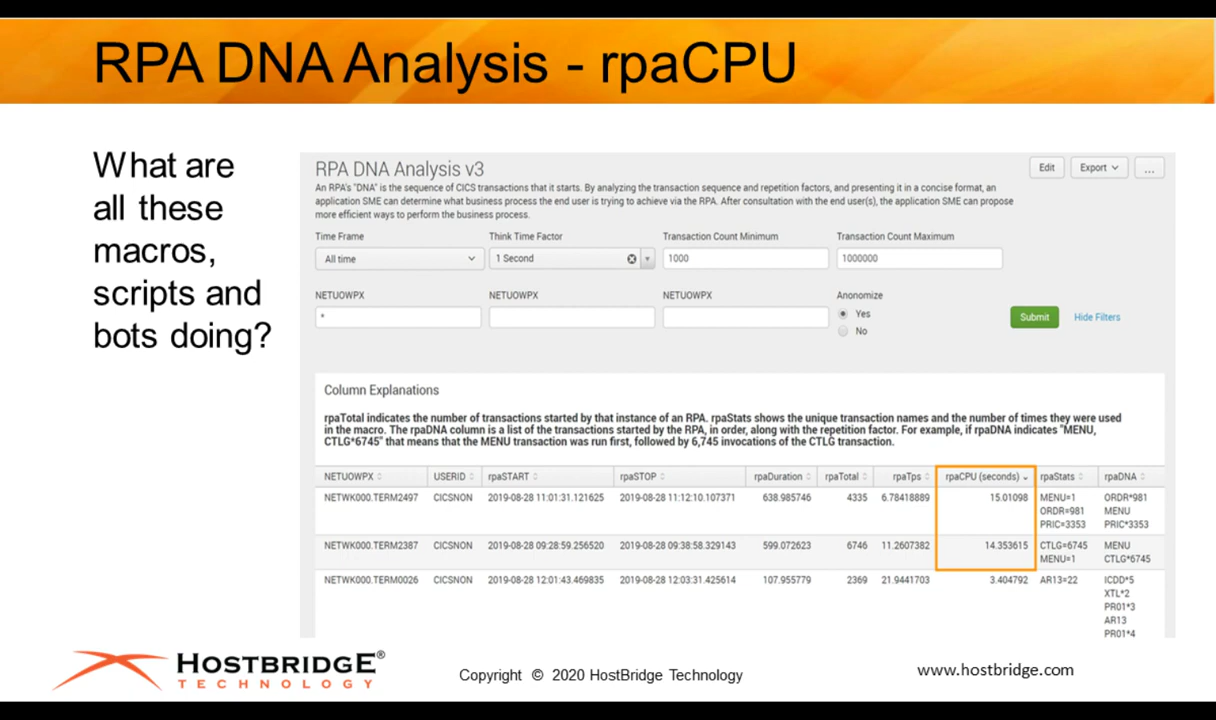 RPA DNA Analysis - rpaCPU
What are
all these
macros,
scripts and
bots doing?
RPA DNA Analysis v3
Edit
Export
...
An RPA's "DNA" is the sequence of CICS transactions that it starts. By analyzing the transaction sequence and repetition factors, and presenting it in a concise format, an
application SME can determine what business process the end user is trying to achieve via the RPA. After consultation with the end user(s), the application SME can propose
more efficient ways to perform the business process.
Time Frame
Think Time Factor
Transaction Count Minimum
Transaction Count Maximum
All time
1 Second
1000
1000000
NETUOWPX
NETUOWPX
NETUOWPX
Anonomize
*
Yes
No
Submit
Hide Filters
Column Explanations
rpaTotal indicates the number of transactions started by that instance of an RPA. rpaStats shows the unique transaction names and the number of times they were used
in the macro. The rpaDNA column is a list of the transactions started by the RPA, in order, along with the repetition factor. For example, if rpaDNA indicates "MENU,
CTLG*6745" that means that the MENU transaction was run first, followed by 6,745 invocations of the CTLG transaction.
NETUOWPX USERID rpaSTART rpaSTOP rpaDuration rpaTotal rpaTps rpaCPU (seconds) rpaStats rpaDNA
NETWK000.TERM2497 CICSNON 2019-08-28 11:01:31.121625 2019-08-28 11:12:10.107371 638.985746 4335 6.78418889 15.01098 MENU=1 ORDR*981
ORDR=981 MENU
PRIC=3353 PRIC*3353
NETWK000.TERM2387 CICSNON 2019-08-28 09:28:59.256520 2019-08-28 09:38:58.329143 599.072623 6746 11.2607382 14.353615 CTLG=6745 MENU
MENU=1 CTLG*6745
NETWK000.TERM0026 CICSNON 2019-08-28 12:01:43.469835 2019-08-28 12:03:31.425614 107.955779 2369 21.9441703 3.404792 AR13=22 ICDD*5
XTL*2
PR01*3
AR13
PR01*4
HOSTBRIDGE®
TECHNOLOGY
Copyright © 2020 HostBridge Technology
www.hostbridge.com